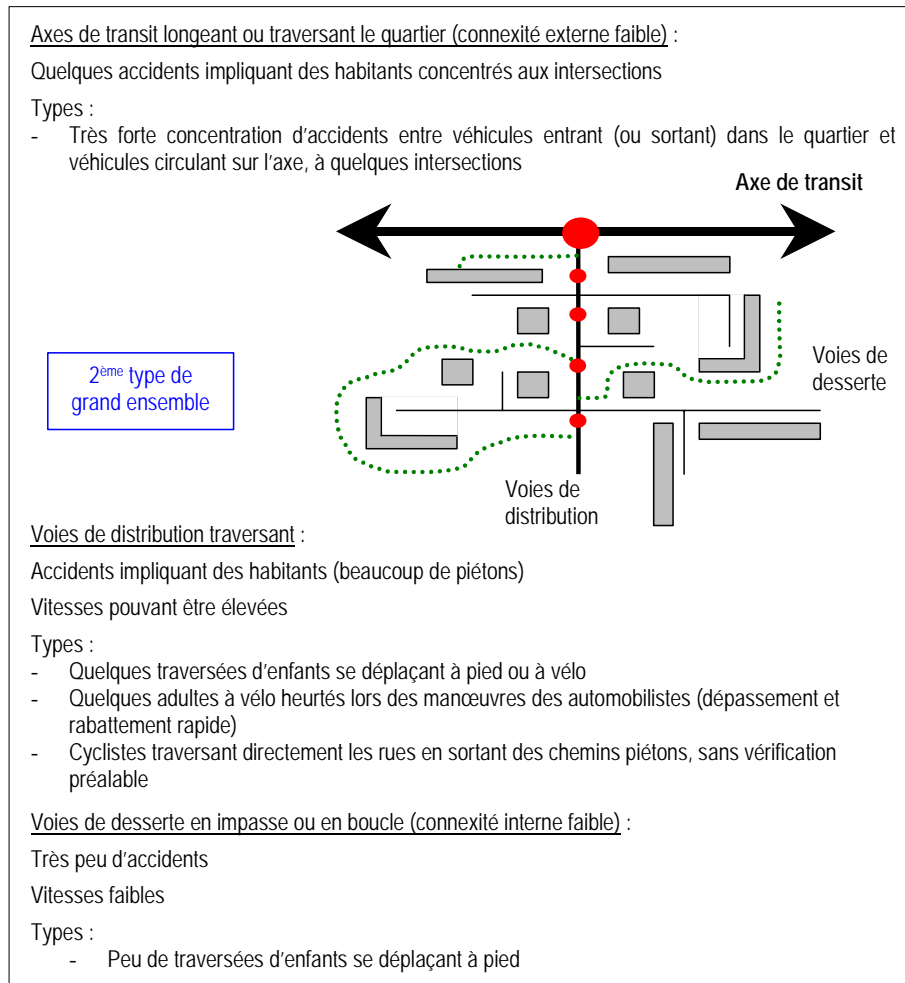 Axes de transit longeant ou traversant le quartier (connexité externe faible) :
Quelques accidents impliquant des habitants concentrés aux intersections
Types :
- Très forte concentration d'accidents entre véhicules entrant (ou sortant) dans le quartier et
véhicules circulant sur l'axe, à quelques intersections
Axe de transit
2ème type de
grand ensemble
Voies de
desserte
Voies de
distribution
Voies de distribution traversant :
Accidents impliquant des habitants (beaucoup de piétons)
Vitesses pouvant être élevées
Types :
- Quelques traversées d'enfants se déplaçant à pied ou à vélo
- Quelques adultes à vélo heurtés lors des manœuvres des automobilistes (dépassement et
rabattement rapide)
- Cyclistes traversant directement les rues en sortant des chemins piétons, sans vérification
préalable
Voies de desserte en impasse ou en boucle (connexité interne faible) :
Très peu d'accidents
Vitesses faibles
Types :
- Peu de traversées d'enfants se déplaçant à pied